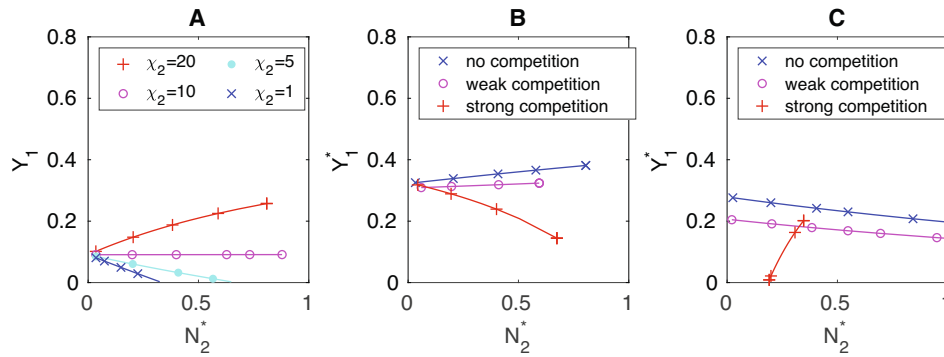 A
B
C
χ2=20
χ2=5
χ2=10
χ2=1
no competition
weak competition
strong competition
no competition
weak competition
strong competition
0.8
0.6
0.4
0.2
0
Y1
0
0.5
1
N2*
0.8
0.6
0.4
0.2
0
Y1*
0
0.5
1
N2*
0.8
0.6
0.4
0.2
0
Y1*
0
0.5
1
N2*